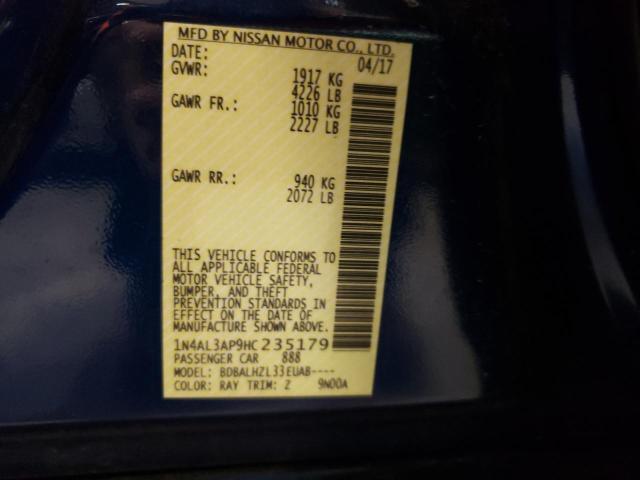 MFD BY NISSAN MOTOR CO., LTD.
DATE: 04/17
GVWR: 1917 KG
4226 LB
GAWR FR.: 1010 KG
2227 LB
GAWR RR.: 940 KG
2072 LB
THIS VEHICLE CONFORMS TO
ALL APPLICABLE FEDERAL
MOTOR VEHICLE SAFETY,
BUMPER, AND THEFT
PREVENTION STANDARDS IN
EFFECT ON THE DATE OF
MANUFACTURE SHOWN ABOVE.
1N4AL3AP9HC235179
PASSENGER CAR 888
MODEL: BDBALHZL33EUAB----
COLOR: RAY TRIM: Z 9N00A